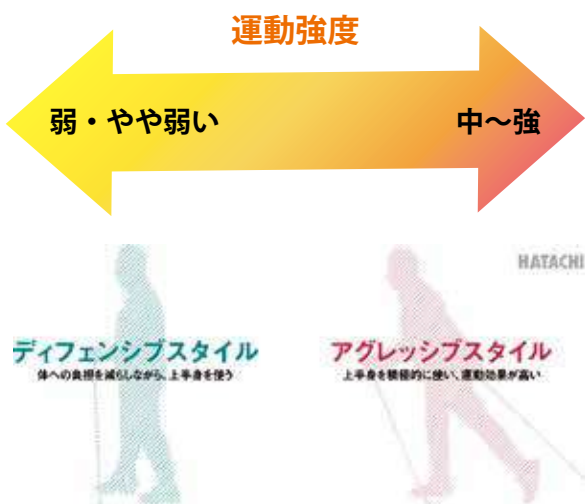 運動強度
弱・やや弱い
中～強
HATACHI
ディフェンシブスタイル
体への負担を減らしながら、上半身を使う
アグレッシブスタイル
上半身を積極的に使い、運動効果が高い